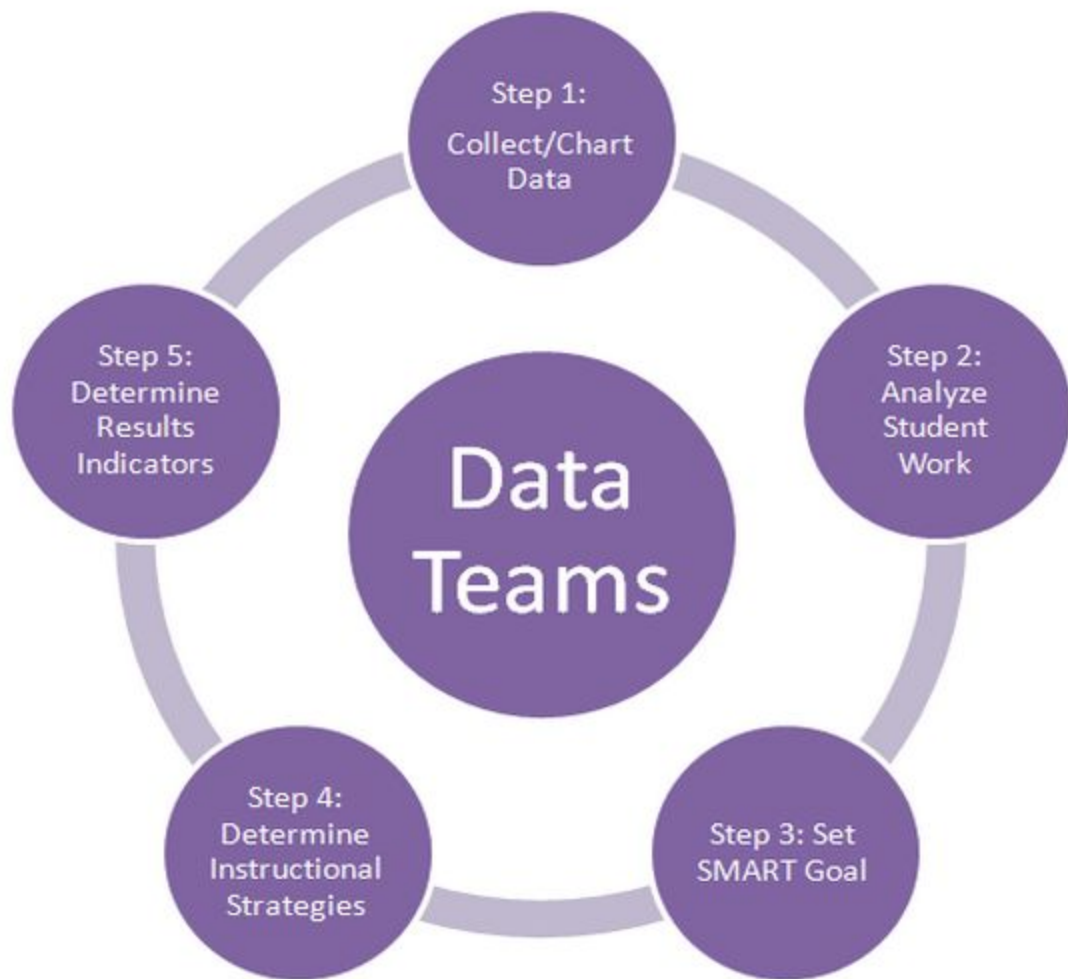 Step 1:
Collect/Chart
Data
Step 2:
Analyze
Student
Work
Step 3: Set
SMART Goal
Step 4:
Determine
Instructional
Strategies
Step 5:
Determine
Results
Indicators
Data
Teams